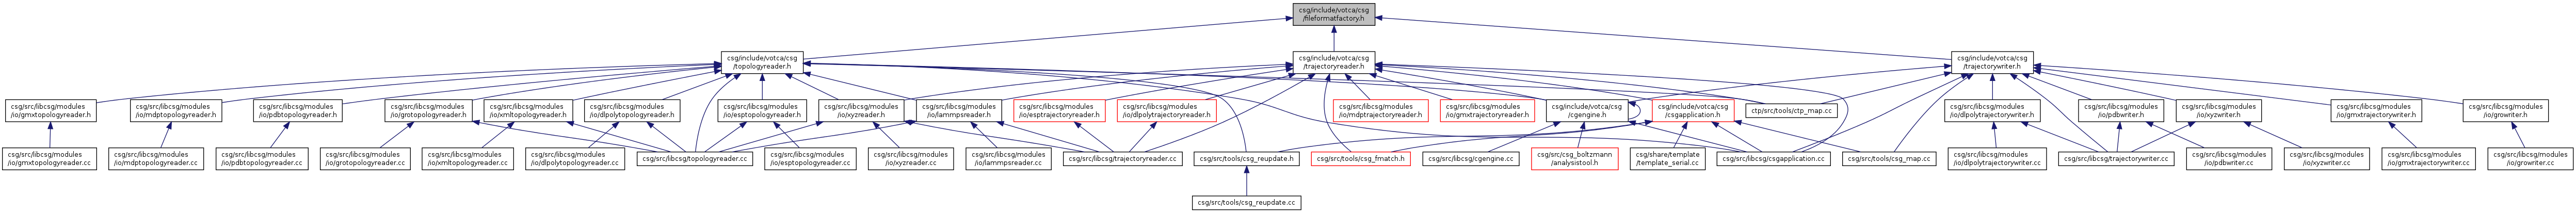 csg/include/votca/csg
/fileformatfactory.h
csg/include/votca/csg
/topologyreader.h
csg/include/votca/csg
/trajectoryreader.h
csg/include/votca/csg
/trajectorywriter.h
csg/src/libcsg/modules
/io/gmxtopologyreader.h
csg/src/libcsg/modules
/io/mdptopologyreader.h
csg/src/libcsg/modules
/io/pdbtopologyreader.h
csg/src/libcsg/modules
/io/grotopologyreader.h
csg/src/libcsg/modules
/io/xmltopologyreader.h
csg/src/libcsg/modules
/io/dlpolytopologyreader.h
csg/src/libcsg/modules
/io/esptopologyreader.h
csg/src/libcsg/modules
/io/xyzreader.h
csg/src/libcsg/modules
/io/lammpsreader.h
csg/src/libcsg/modules
/io/esptrajectoryreader.h
csg/src/libcsg/modules
/io/dlpolytrajectoryreader.h
csg/src/libcsg/modules
/io/mdptrajectoryreader.h
csg/src/libcsg/modules
/io/gmxtrajectoryreader.h
csg/include/votca/csg
/cgengine.h
csg/include/votca/csg
/csgapplication.h
ctp/src/tools/ctp_map.cc
csg/src/libcsg/modules
/io/dlpolytrajectorywriter.h
csg/src/libcsg/modules
/io/pdbwriter.h
csg/src/libcsg/modules
/io/xyzwriter.h
csg/src/libcsg/modules
/io/gmxtrajectorywriter.h
csg/src/libcsg/modules
/io/growriter.h
csg/src/libcsg/modules
/io/gmxtopologyreader.cc
csg/src/libcsg/modules
/io/mdptopologyreader.cc
csg/src/libcsg/modules
/io/pdbtopologyreader.cc
csg/src/libcsg/modules
/io/grotopologyreader.cc
csg/src/libcsg/modules
/io/xmltopologyreader.cc
csg/src/libcsg/modules
/io/dlpolytopologyreader.cc
csg/src/libcsg/topologyreader.cc
csg/src/libcsg/modules
/io/esptopologyreader.cc
csg/src/libcsg/modules
/io/xyzreader.cc
csg/src/libcsg/modules
/io/lammpsreader.cc
csg/src/libcsg/trajectoryreader.cc
csg/src/tools/csg_reupdate.h
csg/src/tools/csg_fmatch.h
csg/src/libcsg/cgengine.cc
csg/src/csg_boltzmann
/analysistool.h
csg/share/template
/template_serial.cc
csg/src/libcsg/csgapplication.cc
csg/src/tools/csg_map.cc
csg/src/libcsg/modules
/io/dlpolytrajectorywriter.cc
csg/src/libcsg/trajectorywriter.cc
csg/src/libcsg/modules
/io/pdbwriter.cc
csg/src/libcsg/modules
/io/xyzwriter.cc
csg/src/libcsg/modules
/io/gmxtrajectorywriter.cc
csg/src/libcsg/modules
/io/growriter.cc
csg/src/tools/csg_reupdate.cc